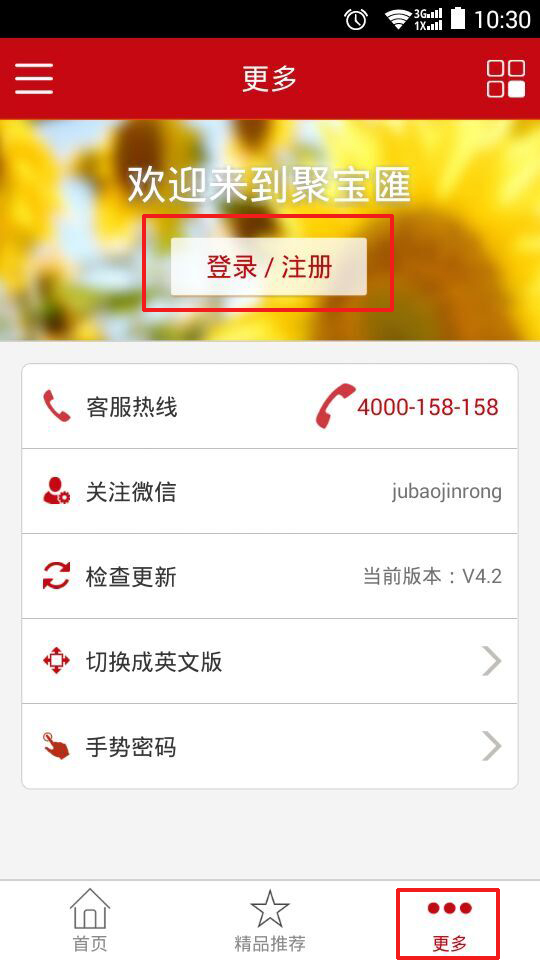 3G
1X
10:30
更多
欢迎来到聚宝匯
登录 / 注册
客服热线
4000-158-158
关注微信
jubaojinrong
检查更新
当前版本：V4.2
切换成英文版
手势密码
首页
精品推荐
更多